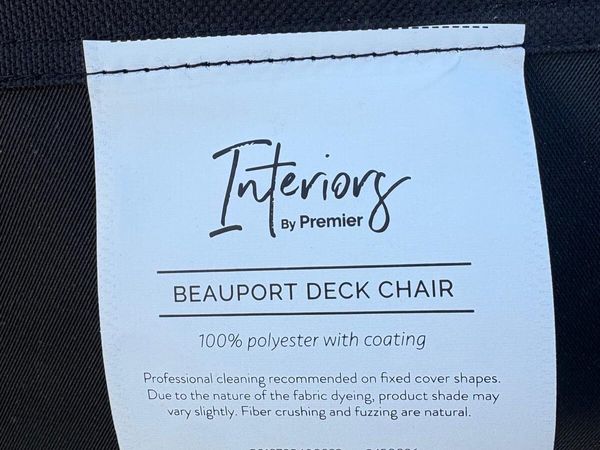 Interiors
By Premier
BEAUPORT DECK CHAIR
100% polyester with coating
Professional cleaning recommended on fixed cover shapes.
Due to the nature of the fabric dyeing, product shade may
vary slightly. Fiber crushing and fuzzing are natural.